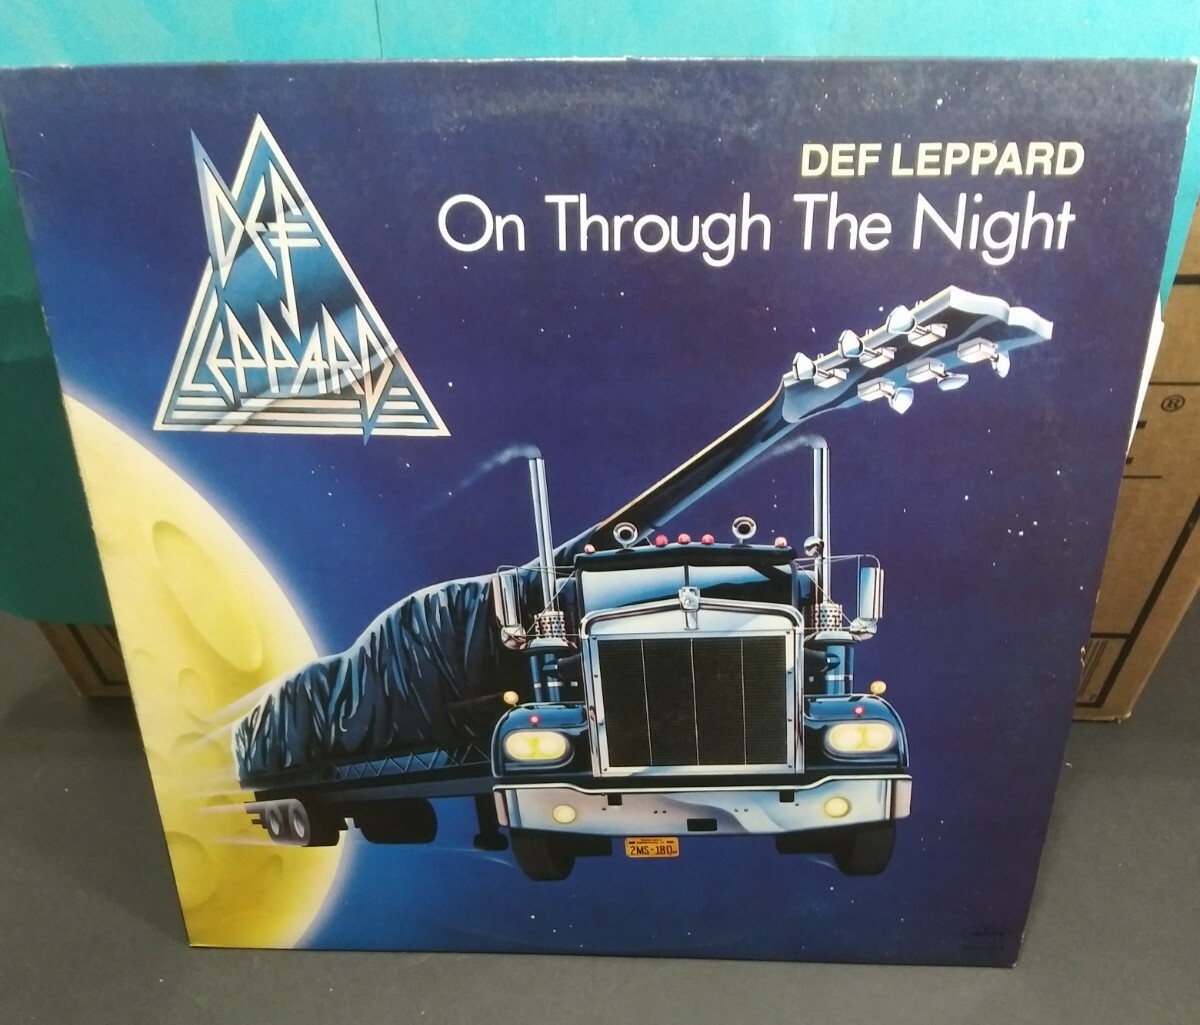 DEF
LEPPARD
DEF LEPPARD
On Through The Night
®
2MS-180